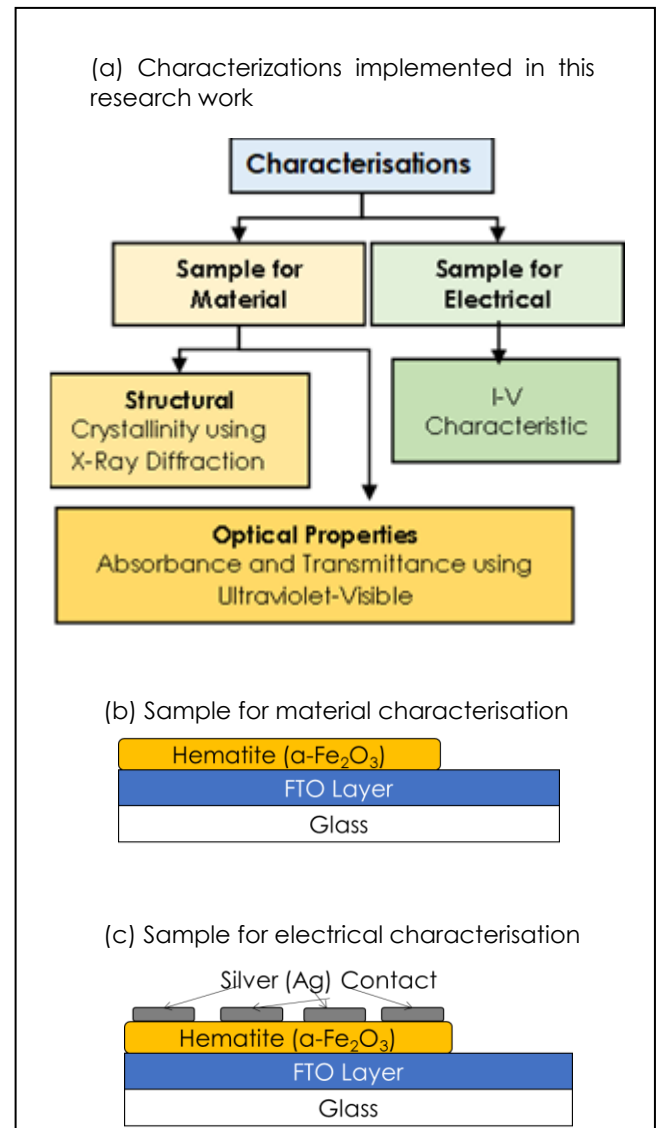 (a) Characterizations implemented in this
research work
Characterisations
Sample for
Material
Sample for
Electrical
Structural
Crystallinity using
X-Ray Diffraction
I-V
Characteristic
Optical Properties
Absorbance and Transmittance using
Ultraviolet-Visible
(b) Sample for material characterisation
Hematite (α-Fe₂O₃)
FTO Layer
Glass
(c) Sample for electrical characterisation
Silver (Ag) Contact
Hematite (α-Fe₂O₃)
FTO Layer
Glass